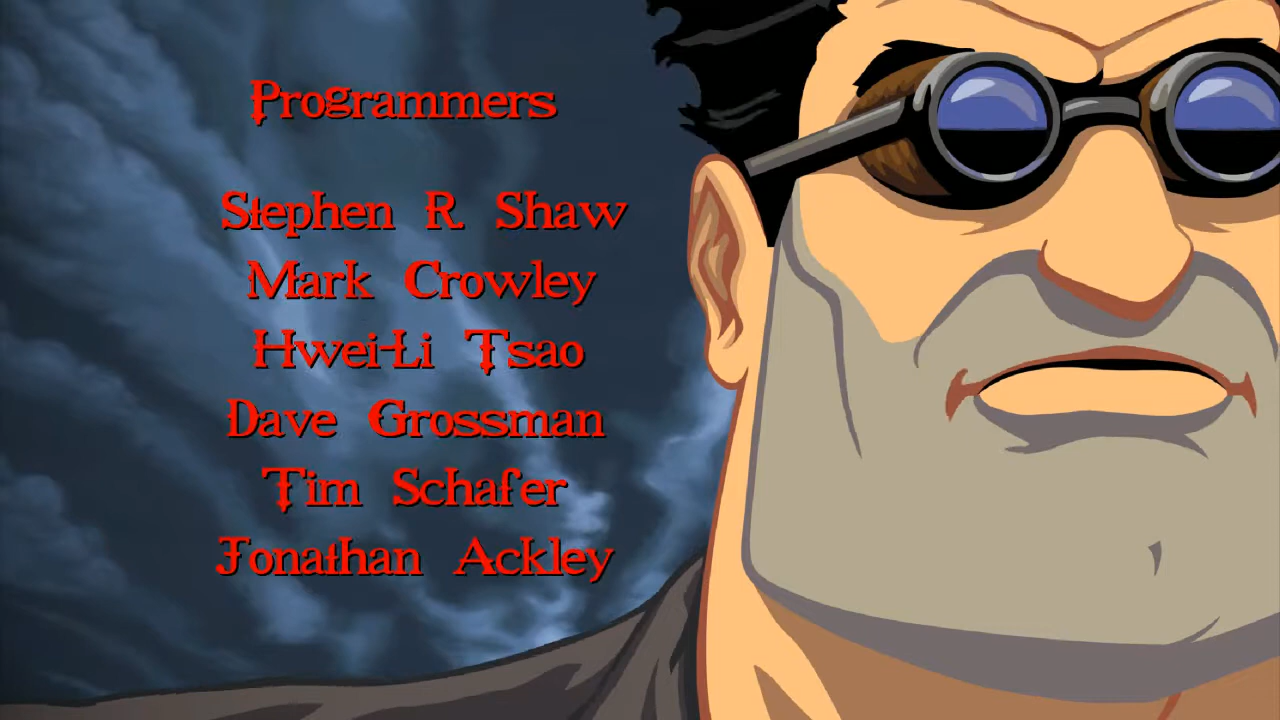 Programmers
Stephen R. Shaw
Mark Crowley
Hwei-Li Tsao
Dave Grossman
Tim Schafer
Jonathan Ackley